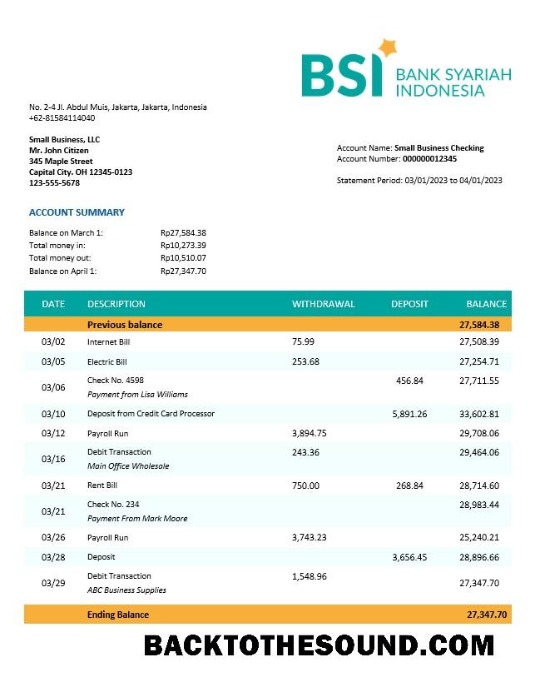 BSI BANK SYARIAH
INDONESIA
No. 2-4 Jl. Abdul Muis, Jakarta, Jakarta, Indonesia
+62-81584114040
Small Business, LLC
Mr. John Citizen
345 Maple Street
Capital City. OH 12345-0123
123-555-5678
Account Name: Small Business Checking
Account Number: 000000012345
Statement Period: 03/01/2023 to 04/01/2023
ACCOUNT SUMMARY
Balance on March 1: Rp27,584.38
Total money in: Rp10,273.39
Total money out: Rp10,510.07
Balance on April 1: Rp27,347.70
DATE DESCRIPTION WITHDRAWAL DEPOSIT BALANCE
Previous balance 27,584.38
03/02 Internet Bill 75.99 27,508.39
03/05 Electric Bill 253.68 27,254.71
03/06 Check No. 4598 456.84 27,711.55
Payment from Lisa Williams
03/10 Deposit from Credit Card Processor 5,891.26 33,602.81
03/12 Payroll Run 3,894.75 29,708.06
03/16 Debit Transaction 243.36 29,464.06
Main Office Wholesale
03/21 Rent Bill 750.00 268.84 28,714.60
03/21 Check No. 234 28,983.44
Payment From Mark Moore
03/26 Payroll Run 3,743.23 25,240.21
03/28 Deposit 3,656.45 28,896.66
03/29 Debit Transaction 1,548.96 27,347.70
ABC Business Supplies
Ending Balance 27,347.70
BACKTOTHESOUND.COM